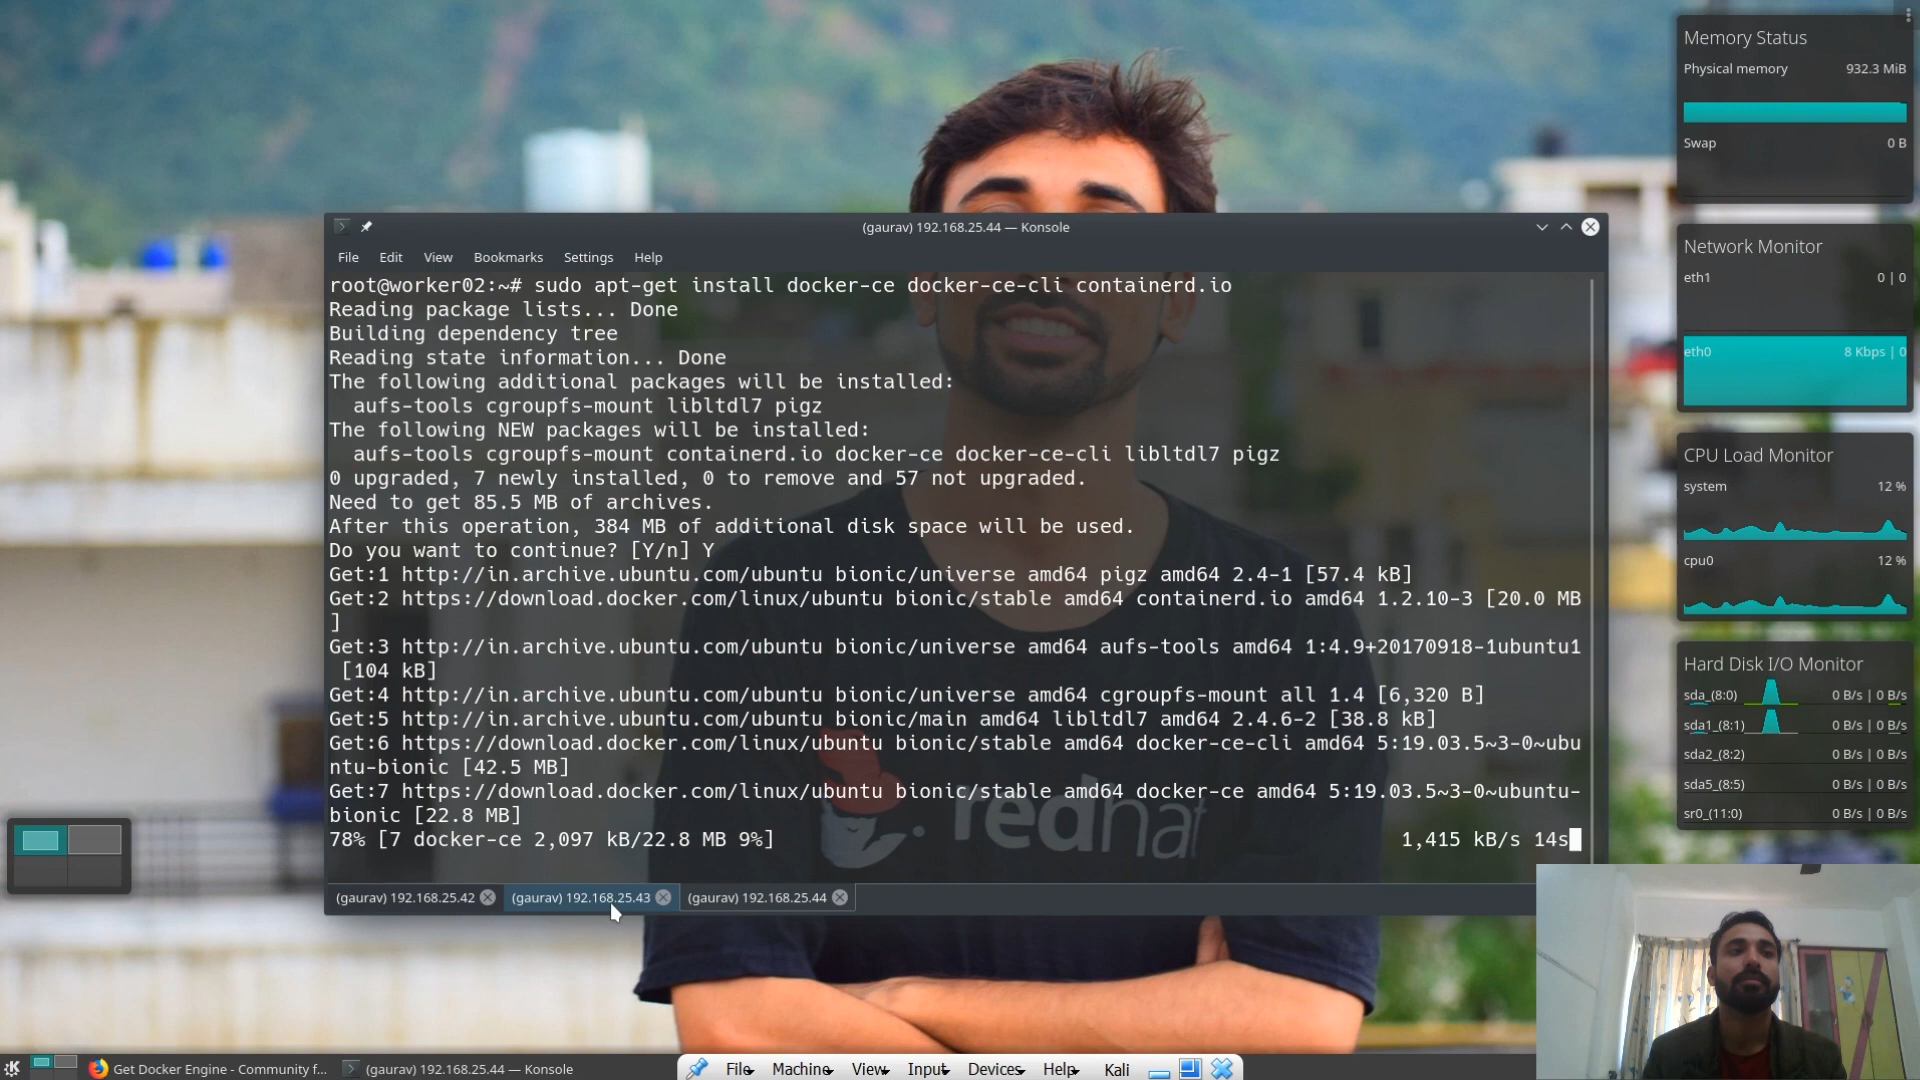 (gaurav) 192.168.25.44 — Konsole
File Edit View Bookmarks Settings Help
root@worker02:~# sudo apt-get install docker-ce docker-ce-cli containerd.io
Reading package lists... Done
Building dependency tree
Reading state information... Done
The following additional packages will be installed:
aufs-tools cgroupfs-mount libltdl7 pigz
The following NEW packages will be installed:
aufs-tools cgroupfs-mount containerd.io docker-ce docker-ce-cli libltdl7 pigz
0 upgraded, 7 newly installed, 0 to remove and 57 not upgraded.
Need to get 85.5 MB of archives.
After this operation, 384 MB of additional disk space will be used.
Do you want to continue? [Y/n] Y
Get:1 http://in.archive.ubuntu.com/ubuntu bionic/universe amd64 pigz amd64 2.4-1 [57.4 kB]
Get:2 https://download.docker.com/linux/ubuntu bionic/stable amd64 containerd.io amd64 1.2.10-3 [20.0 MB
]
Get:3 http://in.archive.ubuntu.com/ubuntu bionic/universe amd64 aufs-tools amd64 1:4.9+20170918-1ubuntu1
[104 kB]
Get:4 http://in.archive.ubuntu.com/ubuntu bionic/universe amd64 cgroupfs-mount all 1.4 [6,320 B]
Get:5 http://in.archive.ubuntu.com/ubuntu bionic/main amd64 libltdl7 amd64 2.4.6-2 [38.8 kB]
Get:6 https://download.docker.com/linux/ubuntu bionic/stable amd64 docker-ce-cli amd64 5:19.03.5~3-0~ubu
ntu-bionic [42.5 MB]
Get:7 https://download.docker.com/linux/ubuntu bionic/stable amd64 docker-ce amd64 5:19.03.5~3-0~ubuntu-
bionic [22.8 MB]
78% [7 docker-ce 2,097 kB/22.8 MB 9%] 1,415 kB/s 14s
redhat
(gaurav) 192.168.25.42 (gaurav) 192.168.25.43 (gaurav) 192.168.25.44
Memory Status
Physical memory 932.3 MiB
Swap 0 B
Network Monitor
eth1 0 | 0
eth0 8 Kbps | 0
CPU Load Monitor
system 12 %
cpu0 12 %
Hard Disk I/O Monitor
sda_(8:0) 0 B/s | 0 B/s
sda1_(8:1) 0 B/s | 0 B/s
sda2_(8:2) 0 B/s | 0 B/s
sda5_(8:5) 0 B/s | 0 B/s
sr0_(11:0) 0 B/s | 0 B/s
Get Docker Engine - Community f... (gaurav) 192.168.25.44 — Konsole
File Machine View Input Devices Help Kali